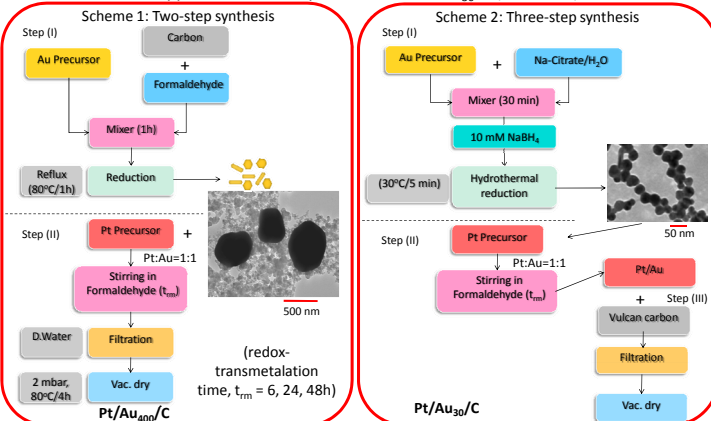 Scheme 1: Two-step synthesis
Step (I)
Carbon
+
Au Precursor
Formaldehyde
Mixer (1h)
Reflux
(80°C/1h)
Reduction
Step (II)
Pt Precursor
+
Pt:Au=1:1
Stirring in
Formaldehyde (t_rm)
500 nm
D.Water
Filtration
2 mbar,
80°C/4h
Vac. dry
(redox-
transmetalation
time, t_rm = 6, 24, 48h)
Pt/Au₄₀₀/C
Scheme 2: Three-step synthesis
Step (I)
Au Precursor
+
Na-Citrate/H₂O
Mixer (30 min)
10 mM NaBH₄
(30°C/5 min)
Hydrothermal
reduction
50 nm
Step (II)
Pt Precursor
Pt:Au=1:1
Stirring in
Formaldehyde (t_rm)
Pt/Au
+
Step (III)
Vulcan carbon
Filtration
Vac. dry
Pt/Au₃₀/C